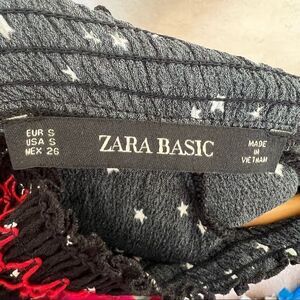 EUR S
USA S
MEX 26
ZARA BASIC
MADE
IN
VIETNAM